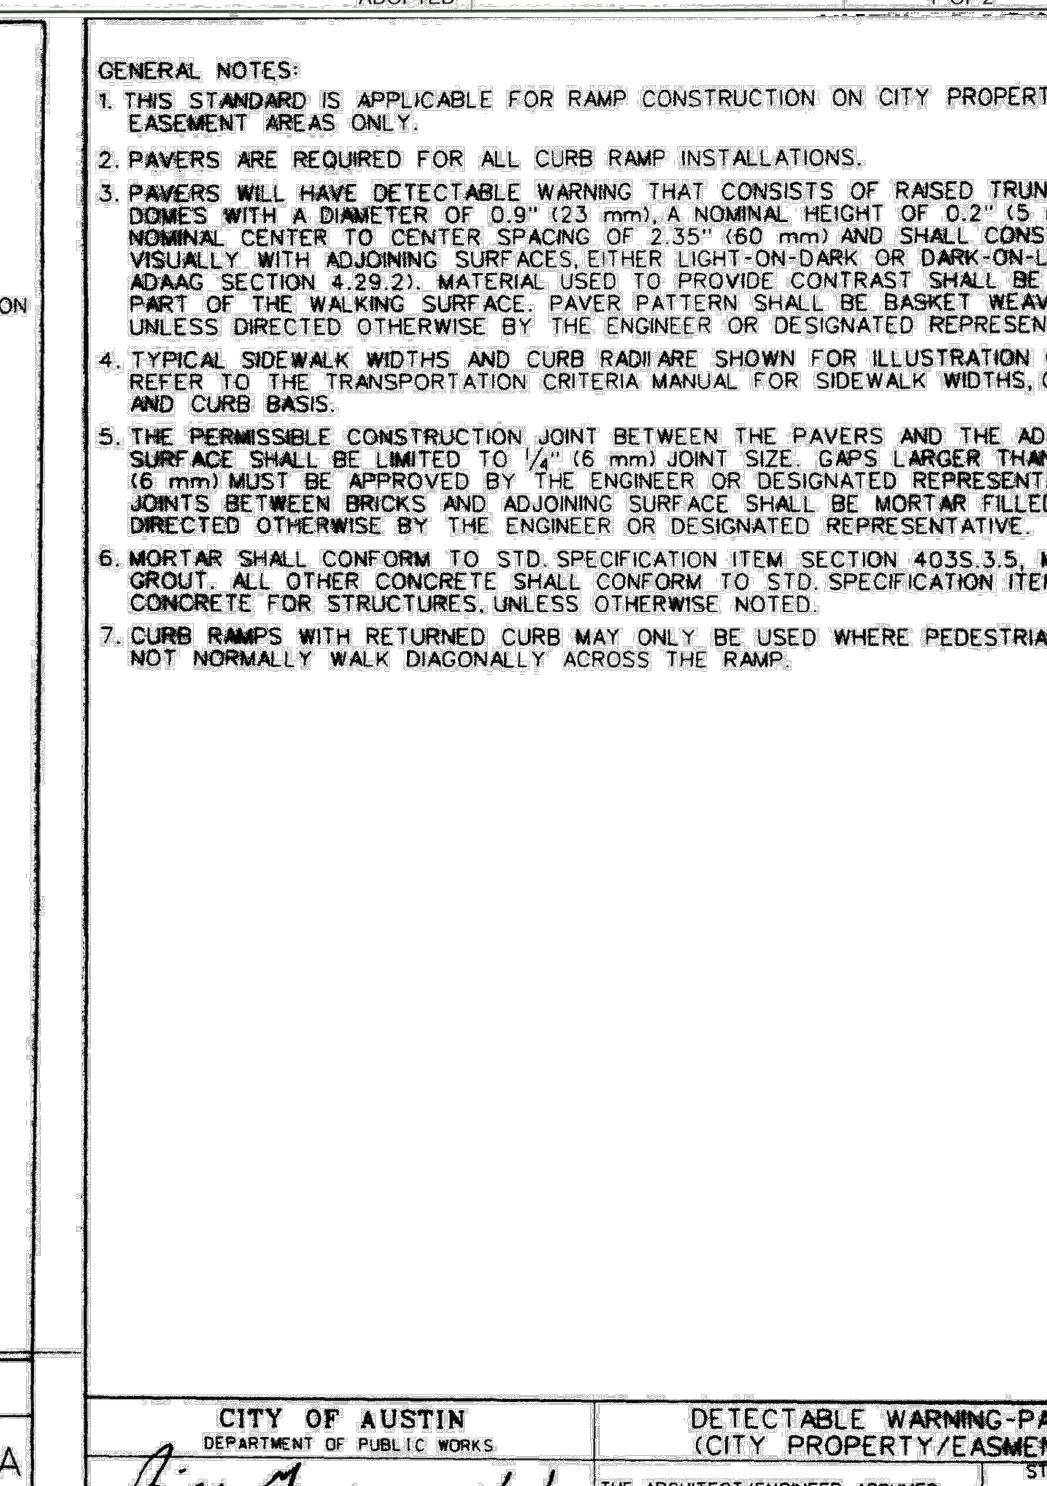 1 OF 2
ON
GENERAL NOTES:
1. THIS STANDARD IS APPLICABLE FOR RAMP CONSTRUCTION ON CITY PROPERT
EASEMENT AREAS ONLY.
2. PAVERS ARE REQUIRED FOR ALL CURB RAMP INSTALLATIONS.
3. PAVERS WILL HAVE DETECTABLE WARNING THAT CONSISTS OF RAISED TRUN
DOMES WITH A DIAMETER OF 0.9" (23 mm), A NOMINAL HEIGHT OF 0.2" (5
NOMINAL CENTER TO CENTER SPACING OF 2.35" (60 mm) AND SHALL CONS
VISUALLY WITH ADJOINING SURFACES, EITHER LIGHT-ON-DARK OR DARK-ON-L
ADAAG SECTION 4.29.2). MATERIAL USED TO PROVIDE CONTRAST SHALL BE
PART OF THE WALKING SURFACE. PAVER PATTERN SHALL BE BASKET WEAV
UNLESS DIRECTED OTHERWISE BY THE ENGINEER OR DESIGNATED REPRESEN
4. TYPICAL SIDEWALK WIDTHS AND CURB RADII ARE SHOWN FOR ILLUSTRATION
REFER TO THE TRANSPORTATION CRITERIA MANUAL FOR SIDEWALK WIDTHS,
AND CURB BASIS.
5. THE PERMISSIBLE CONSTRUCTION JOINT BETWEEN THE PAVERS AND THE AD
SURFACE SHALL BE LIMITED TO 1/4" (6 mm) JOINT SIZE. GAPS LARGER THAN
(6 mm) MUST BE APPROVED BY THE ENGINEER OR DESIGNATED REPRESENT
JOINTS BETWEEN BRICKS AND ADJOINING SURFACE SHALL BE MORTAR FILLED
DIRECTED OTHERWISE BY THE ENGINEER OR DESIGNATED REPRESENTATIVE.
6. MORTAR SHALL CONFORM TO STD. SPECIFICATION ITEM SECTION 403S.3.5,
GROUT. ALL OTHER CONCRETE SHALL CONFORM TO STD. SPECIFICATION ITEM
CONCRETE FOR STRUCTURES, UNLESS OTHERWISE NOTED.
7. CURB RAMPS WITH RETURNED CURB MAY ONLY BE USED WHERE PEDESTRIA
NOT NORMALLY WALK DIAGONALLY ACROSS THE RAMP.
CITY OF AUSTIN
DEPARTMENT OF PUBLIC WORKS
DETECTABLE WARNING-PA
(CITY PROPERTY/EASMEN
A
ST